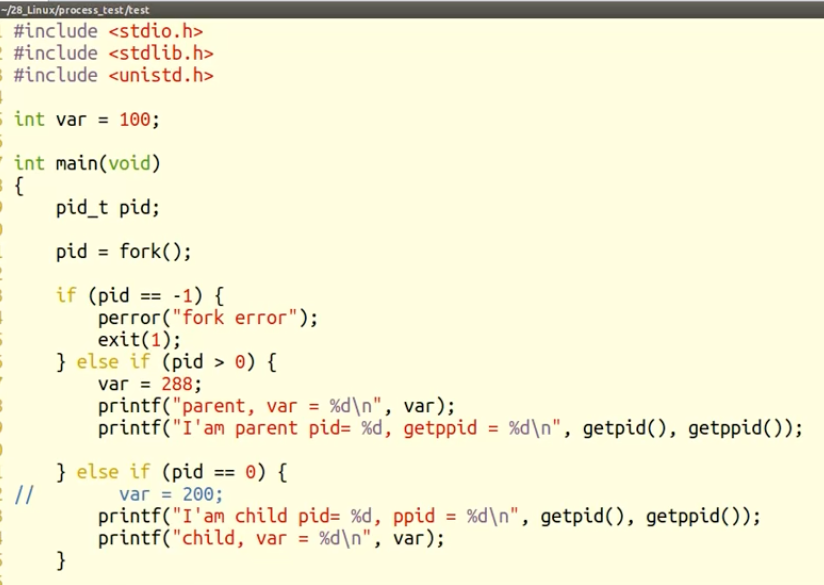 ~/28_Linux/process_test/test
#include <stdio.h>
#include <stdlib.h>
#include <unistd.h>
int var = 100;
int main(void)
{
    pid_t pid;
    pid = fork();
    if (pid == -1) {
        perror("fork error");
        exit(1);
    } else if (pid > 0) {
        var = 288;
        printf("parent, var = %d\n", var);
        printf("I'am parent pid= %d, getppid = %d\n", getpid(), getppid());
    } else if (pid == 0) {
//        var = 200;
        printf("I'am child pid= %d, ppid = %d\n", getpid(), getppid());
        printf("child, var = %d\n", var);
    }